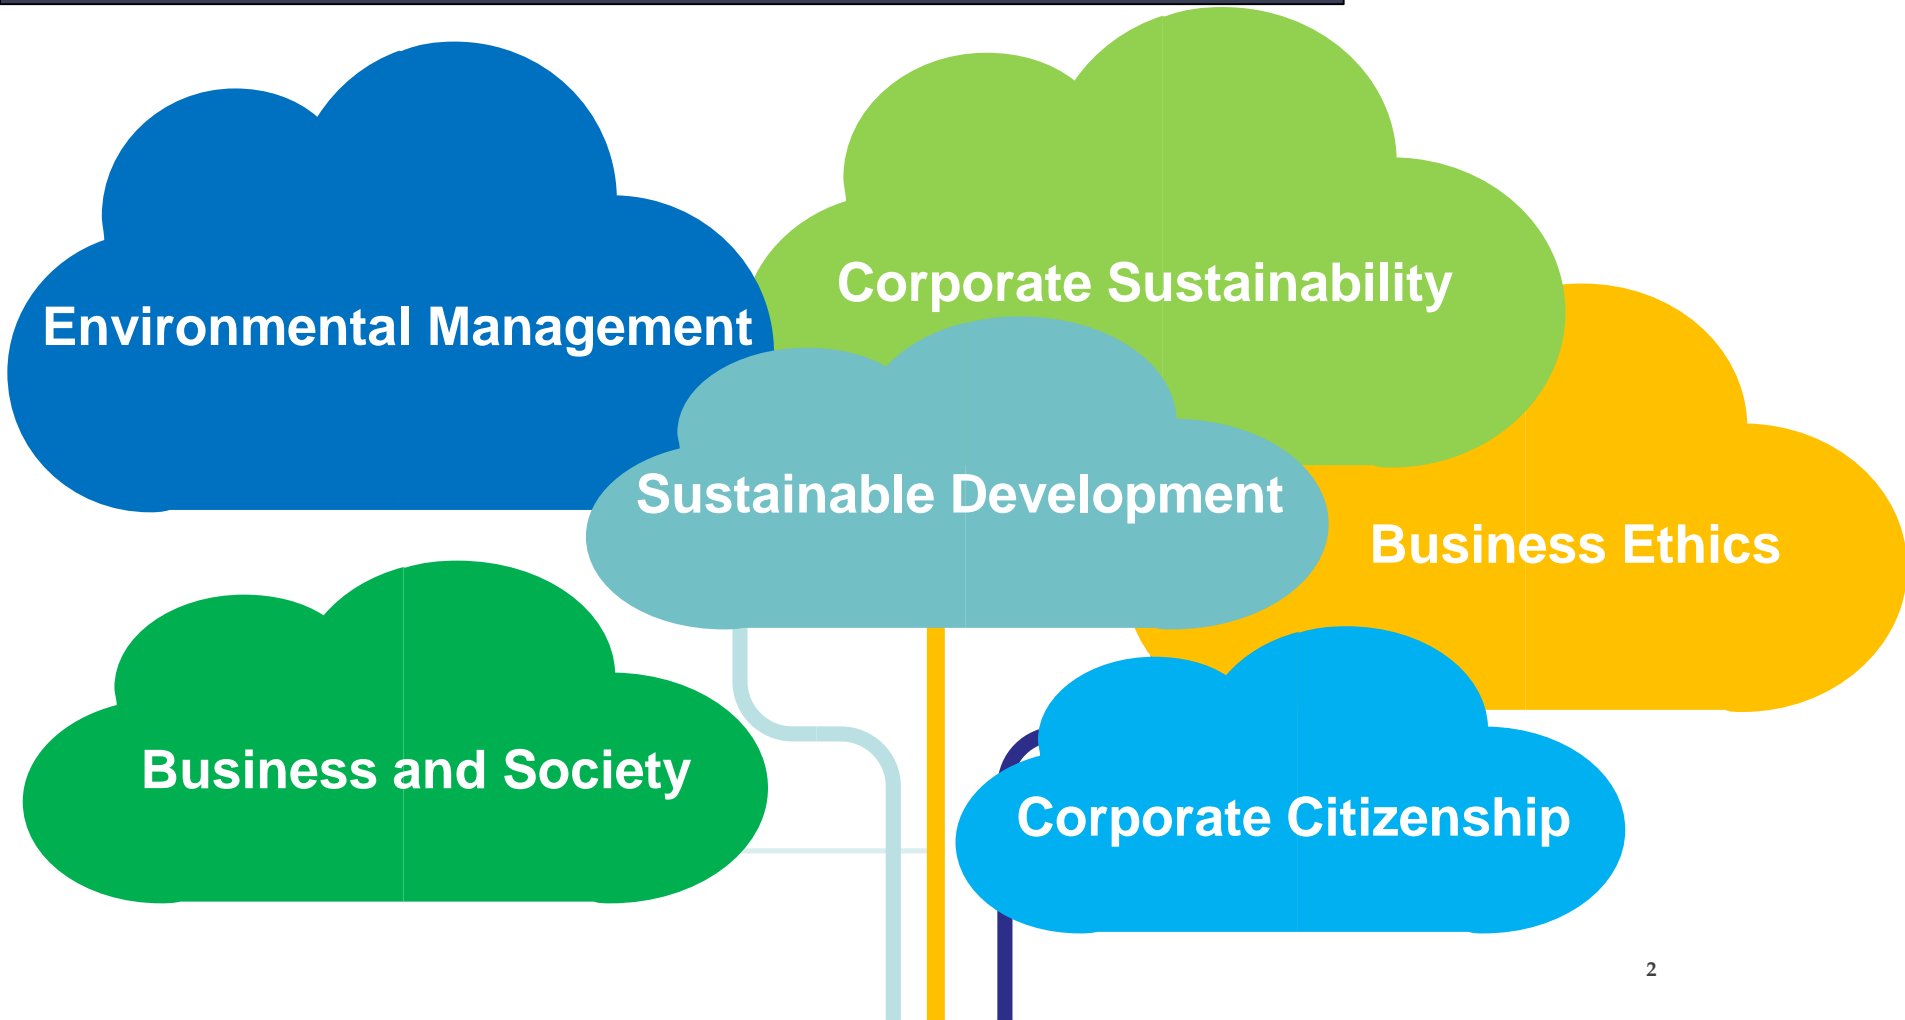 Corporate Sustainability
Environmental Management
Sustainable Development
Business Ethics
Business and Society
Corporate Citizenship
2